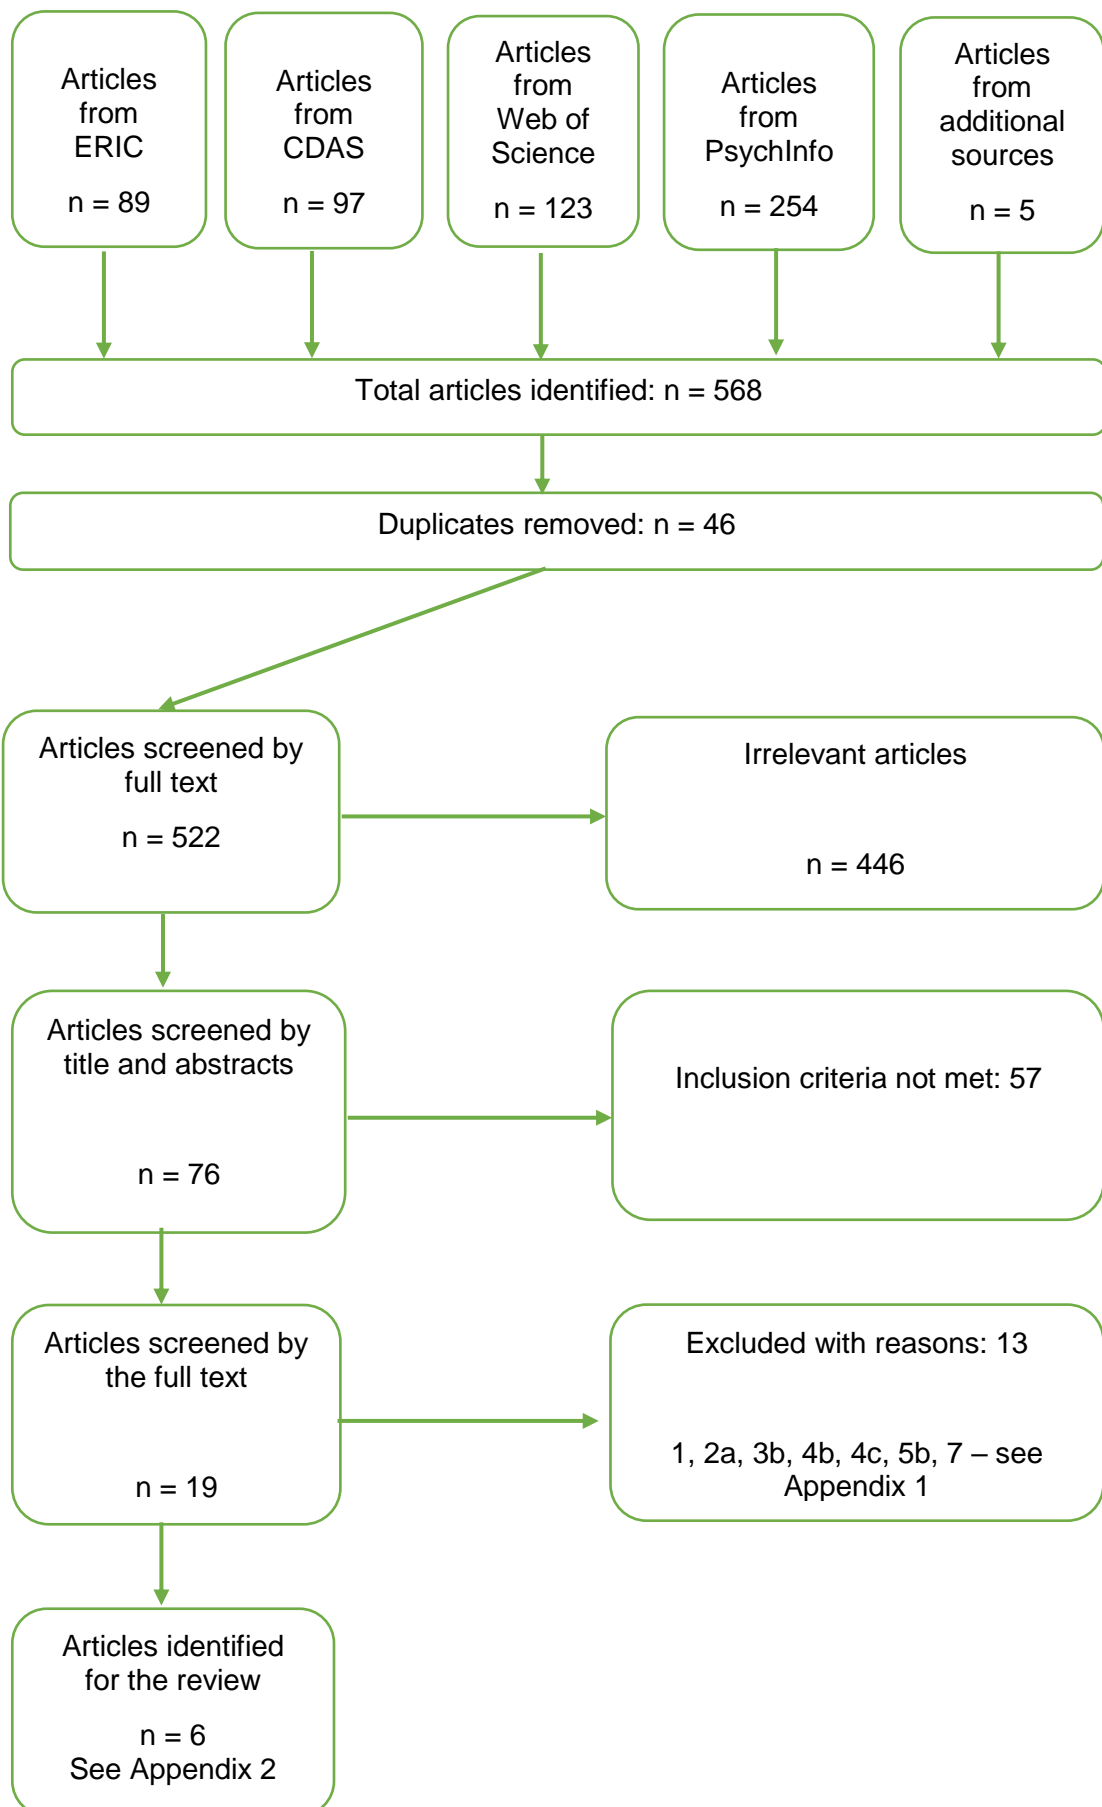 Articles
from
ERIC
n = 89
Articles
from
CDAS
n = 97
Articles
from
Web of
Science
n = 123
Articles
from
PsychInfo
n = 254
Articles
from
additional
sources
n = 5
Total articles identified: n = 568
Duplicates removed: n = 46
Articles screened by
full text
n = 522
Irrelevant articles
n = 446
Articles screened by
title and abstracts
n = 76
Inclusion criteria not met: 57
Articles screened by
the full text
n = 19
Excluded with reasons: 13
1, 2a, 3b, 4b, 4c, 5b, 7 – see
Appendix 1
Articles identified
for the review
n = 6
See Appendix 2